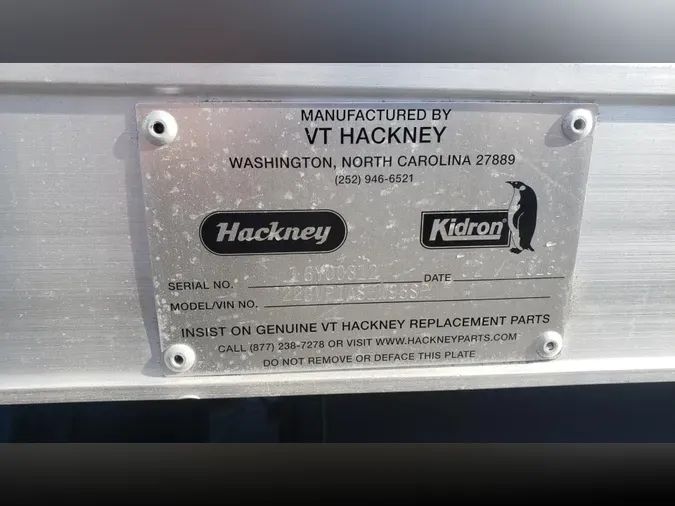 MANUFACTURED BY
VT HACKNEY
WASHINGTON, NORTH CAROLINA 27889
(252) 946-6521
Hackney Kidron
SERIAL NO. DATE
MODEL/VIN NO.
INSIST ON GENUINE VT HACKNEY REPLACEMENT PARTS
CALL (877) 238-7278 OR VISIT WWW.HACKNEYPARTS.COM
DO NOT REMOVE OR DEFACE THIS PLATE